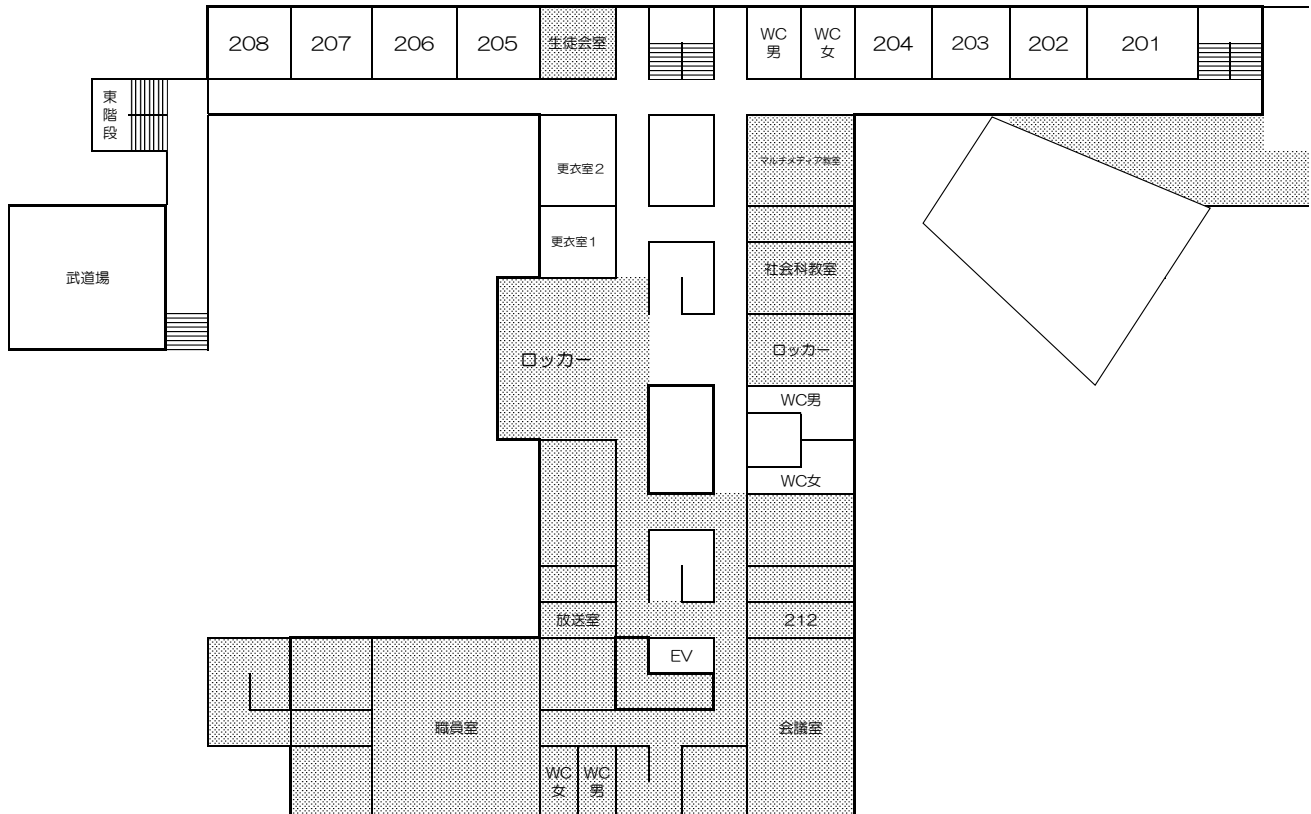 208
207
206
205
生徒会室
WC
男
WC
女
204
203
202
201
東
階
段
更衣室2
マルチメディア教室
更衣室1
社会科教室
武道場
ロッカー
ロッカー
WC男
WC女
放送室
212
EV
職員室
会議室
WC
女
WC
男